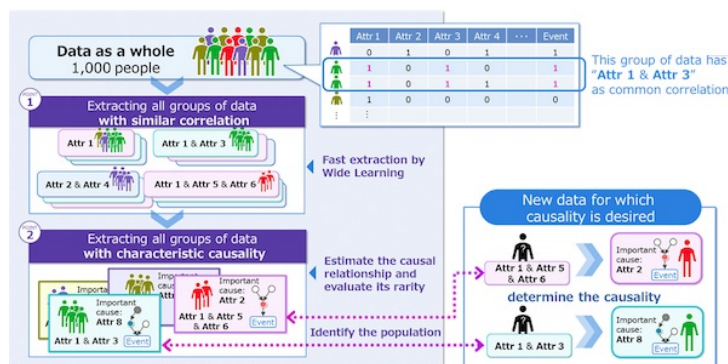 Data as a whole
1,000 people
Attr 1 Attr 2 Attr 3 Attr 4 ··· Event
0 1 0 1 1
1 0 1 0 1
1 0 1 1 1
1 0 0 0 0
⋮ ⋮
This group of data has
"Attr 1 & Attr 3"
as common correlation
POINT
1
Extracting all groups of data
with similar correlation
Attr 1
Attr 1 & Attr 3
Attr 2 & Attr 4
Attr 1 & Attr 5 & Attr 6
Fast extraction by
Wide Learning
POINT
2
Extracting all groups of data
with characteristic causality
Important
cause:
Attr 8
Attr 1 & Attr 3
Event
Important
cause:
Attr 2
Attr 1 & Attr 5
& Attr 6
Event
Important
Estimate the causal
relationship and
evaluate its rarity
Identify the population
New data for which
causality is desired
?
Attr 1 & Attr 5
& Attr 6
Important
cause:
Attr 2
Event
?
determine the causality
?
Attr 1 & Attr 3
Important
cause:
Attr 8
Event
?